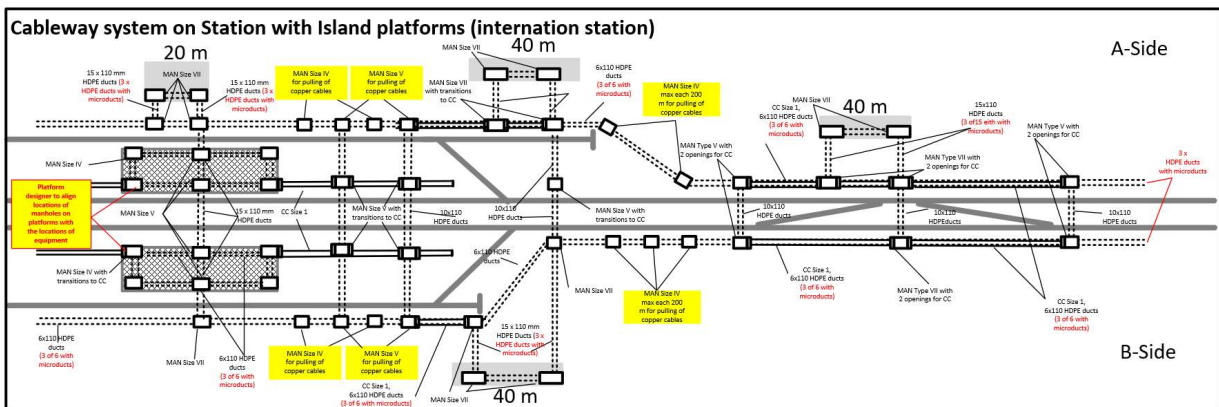 Cableway system on Station with Island platforms (internation station)
A-Side
20 m
MAN Size VII
15 x 110 mm
HDPE ducts (3 x
HDPE ducts with
microducts)
15 x 110 mm
HDPE ducts (3 x
HDPE ducts with
microducts)
MAN Size IV
for pulling of
copper cables
MAN Size V
for pulling of
copper cables
MAN Size VII
40 m
MAN Size VII
with transitions
to CC
6x110 HDPE
ducts
(3 of 6 with
microducts)
MAN Size IV
max each 200
m for pulling of
copper cables
CC Size 1,
6x110 HDPE ducts
(3 of 6 with
microducts)
MAN Size VII
40 m
15x110
HDPE ducts
(3 of15 eith with
microducts)
MAN Type V with
2 openings for CC
MAN Type VII with
2 openings for CC
MAN Type V with
2 openings for CC
3 x
HDPE ducts
with microducts
MAN Size IV
Platform
designer to align
locations of
manholes on
platforms with
the locations of
equipment
MAN Size V
15 x 110 mm
HDPE ducts
CC Size 1
MAN Size V with
transitions to CC
10x110
HDPE ducts
10x110
HDPE ducts
MAN Size V with
transitions to CC
10x110
HDPE ducts
10x110
HDPEducts
10x110
HDPE ducts
MAN Size IV with
transitions to CC
6x110 HDPE
ducts
MAN Size VII
MAN Size IV
max each 200
m for pulling of
copper cables
CC Size 1,
6x110 HDPE ducts
(3 of 6 with
microducts)
MAN Type VII with
2 openings for CC
CC Size 1,
6x110 HDPE ducts
(3 of 6 with
microducts)
6x110 HDPE
ducts
(3 of 6 with
microducts)
MAN Size VII
6x110 HDPE
ducts
(3 of 6 with
microducts)
MAN Size IV
for pulling of
copper cables
MAN Size V
for pulling of
copper cables
CC Size 1,
6x110 HDPE ducts
(3 of 6 with
microducts)
MAN Size VII
15 x 110 mm
HDPE Ducts (3 x
HDPE ducts with
microducts)
40 m
B-Side